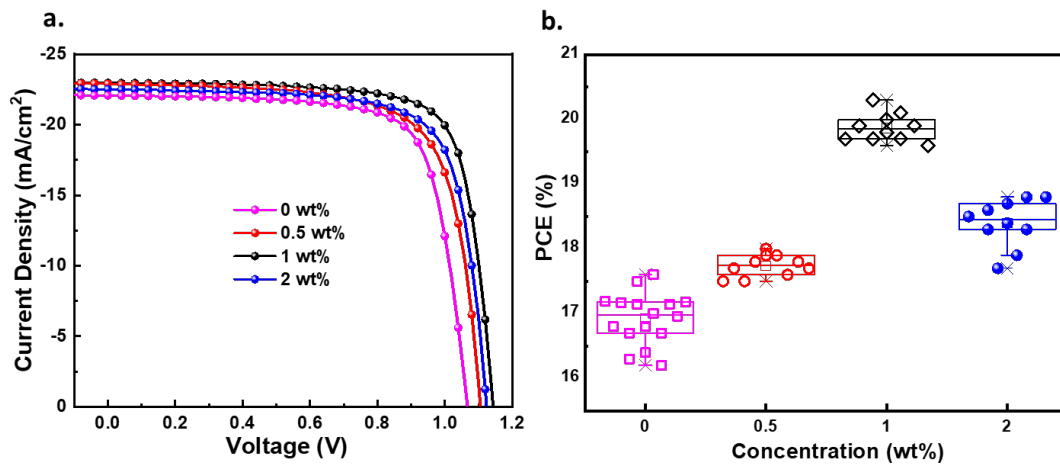 a.
-25
-20
-15
-10
-5
0
Current Density (mA/cm²)
0 wt%
0.5 wt%
1 wt%
2 wt%
0.0 0.2 0.4 0.6 0.8 1.0 1.2
Voltage (V)
b.
21
20
19
18
17
16
PCE (%)
0 0.5 1 2
Concentration (wt%)